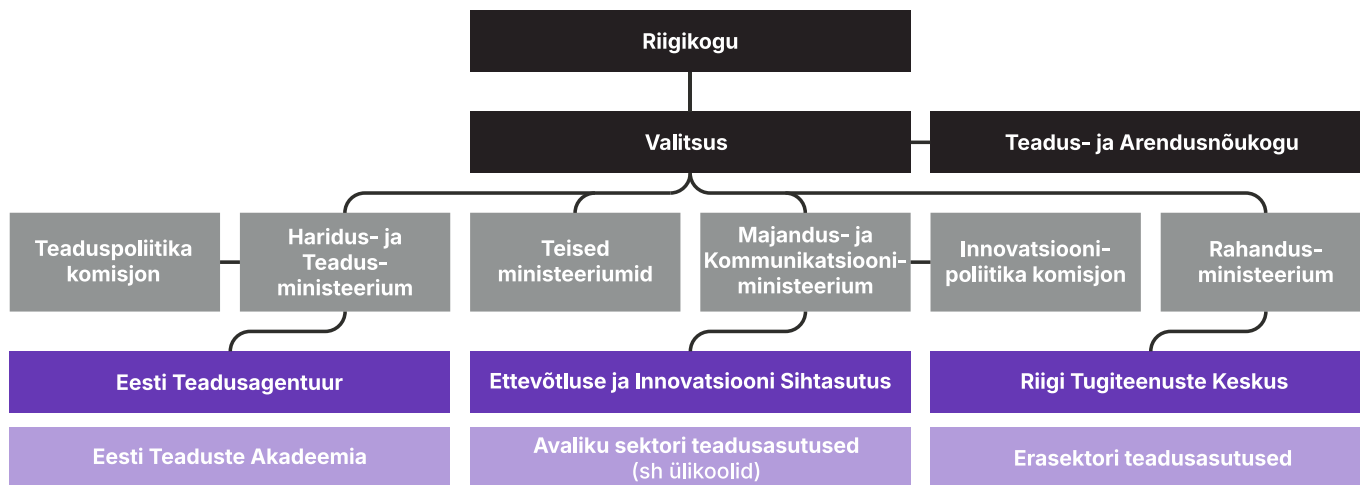 Riigikogu
Valitsus
Teadus- ja Arendusnõukogu
Teaduspoliitika
komisjon
Haridus- ja
Teadus-
ministeerium
Teised
ministeeriumid
Majandus- ja
Kommunikatsiooni-
ministeerium
Innovatsiooni-
poliitika komisjon
Rahandus-
ministeerium
Eesti Teadusagentuur
Ettevõtluse ja Innovatsiooni Sihtasutus
Riigi Tugiteenuste Keskus
Eesti Teaduste Akadeemia
Avaliku sektori teadusasutused
(sh ülikoolid)
Erasektori teadusasutused